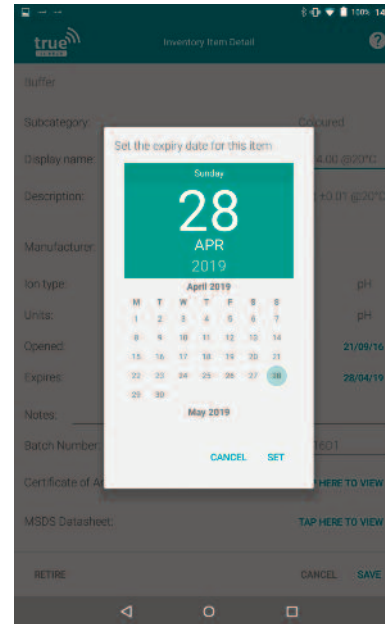 100% 14
true
Inventory Item Detail
?
Buffer
Subcategory: Coloured
Display name: 4.00 @20°C
Description: ±0.01 @20°C
Manufacturer:
Ion type: pH
Units: pH
Opened: 21/09/16
Expires: 28/04/19
Notes:
Batch Number: 1601
Certificate of A HERE TO VIEW
MSDS Datasheet: TAP HERE TO VIEW
RETIRE CANCEL SAVE
Set the expiry date for this item
Sunday
28
APR
2019
April 2019
M T W T F S S
1 2 3 4 5 6 7
8 9 10 11 12 13 14
15 16 17 18 19 20 21
22 23 24 25 26 27 28
29 30
May 2019
CANCEL SET